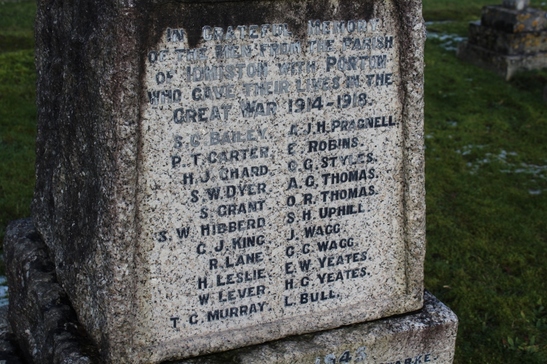 IN GRATEFUL MEMORY
OF THE MEN FROM THE PARISH
OF IDMISTON WITH PORTON
WHO GAVE THEIR LIVES IN THE
GREAT WAR 1914-1918.
S. G. BAILEY.
P. T. CARTER.
H. J. CHARD
S. W. DYER
S. GRANT
S. W. HIBBERD
C. J. KING.
R. LANE.
H. LESLIE.
W. LEVER.
T. C. MURRAY.
J. H. PRAGNELL
E. ROBINS.
C. G. STYLES.
A. C. THOMAS.
O. R. THOMAS.
S. H. UPHILL.
J. WAGG.
C. C. WAGG.
E. W. YEATES.
H. G. YEATES.
L. BULL.